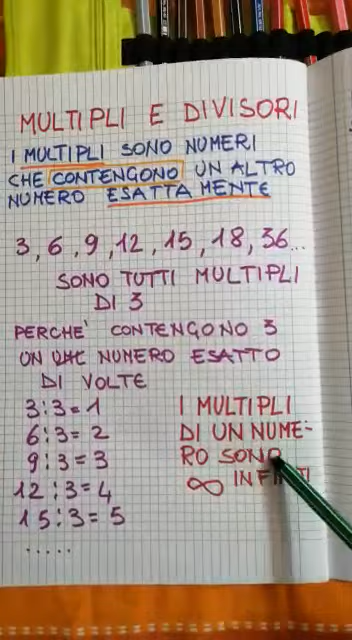 MULTIPLI E DIVISORI
I MULTIPLI SONO NUMERI
CHE CONTENGONO UN ALTRO
NUMERO ESATTAMENTE
3, 6, 9, 12, 15, 18, 36...
SONO TUTTI MULTIPLI
DI 3
PERCHE' CONTENGONO 3
UN NUMERO ESATTO
DI VOLTE
3:3=1
6:3=2
9:3=3
12:3=4
15:3=5
.....
I MULTIPLI
DI UN NUME-
RO SONO
∞ INFINITI